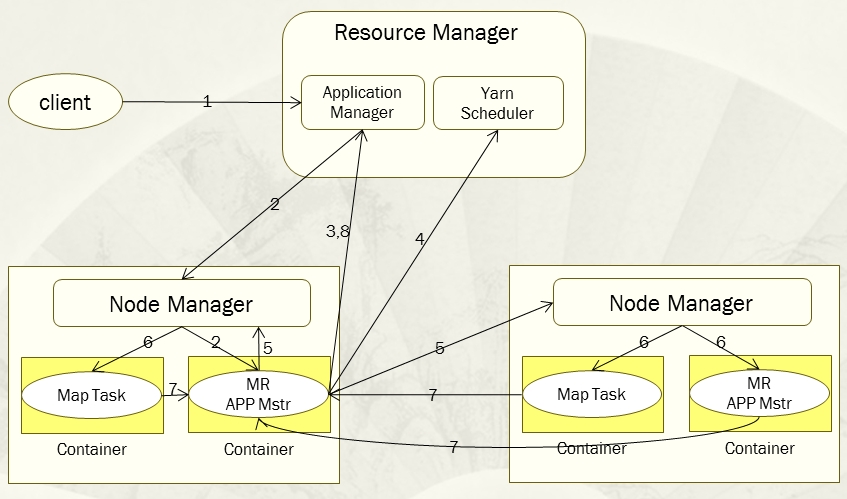 Resource Manager
client
1
Application
Manager
Yarn
Scheduler
2
3,8
4
Node Manager
6
2
5
Map Task
7
MR
APP Mstr
Container
Container
5
7
7
Node Manager
6
6
Map Task
MR
APP Mstr
Container
Container